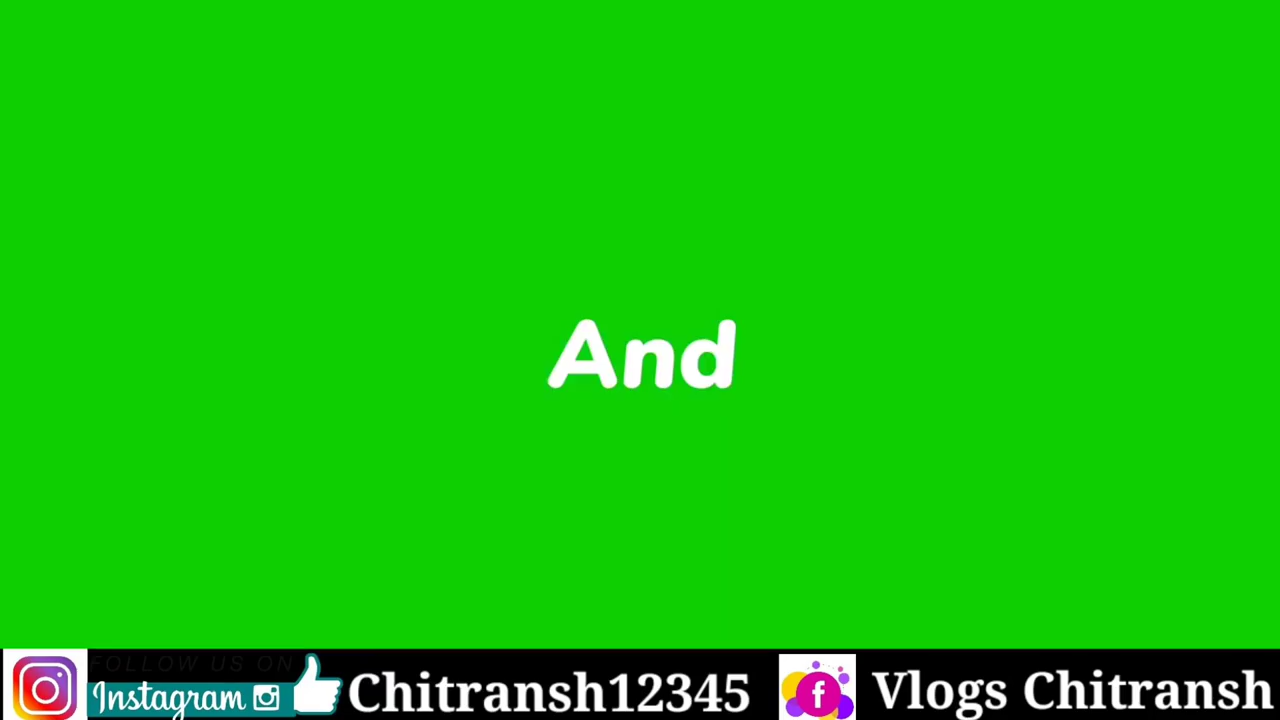 And
FOLLOW US ON
Instagram
Chitransh12345
f
Vlogs Chitransh